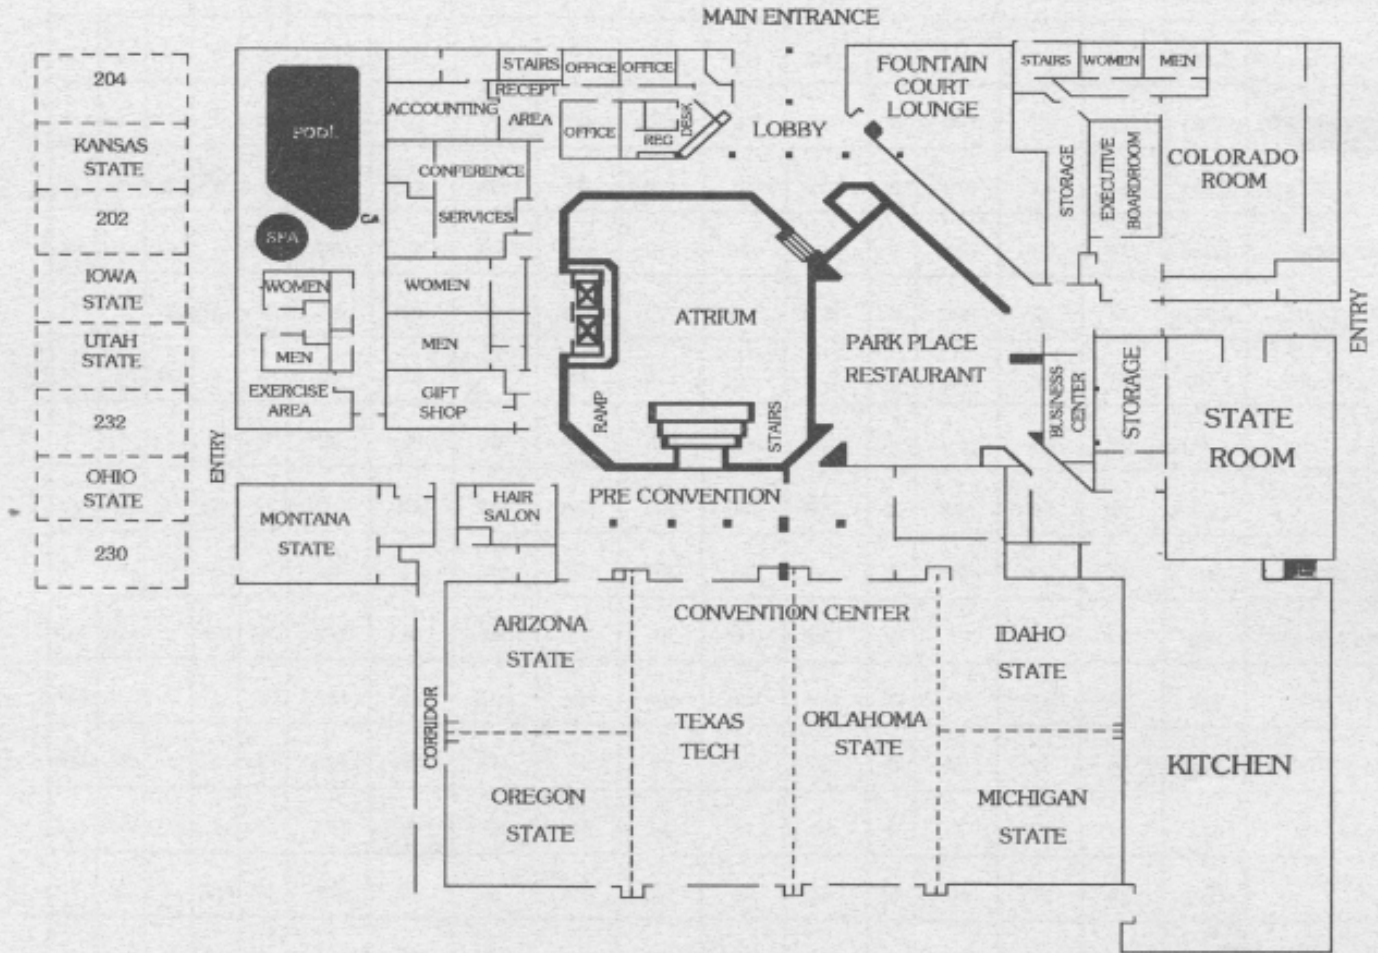 MAIN ENTRANCE
204
KANSAS
STATE
202
IOWA
STATE
UTAH
STATE
232
OHIO
STATE
230
POOL
SPA
WOMEN
MEN
EXERCISE
AREA
ENTRY
ACCOUNTING
STAIRS
RECEPT
AREA
OFFICE
OFFICE
OFFICE
REG
DESK
CONFERENCE
SERVICES
WOMEN
MEN
GIFT
SHOP
LOBBY
FOUNTAIN
COURT
LOUNGE
STAIRS
WOMEN
MEN
STORAGE
EXECUTIVE
BOARDROOM
COLORADO
ROOM
ENTRY
ATRIUM
RAMP
STAIRS
PARK PLACE
RESTAURANT
BUSINESS
CENTER
STORAGE
STATE
ROOM
MONTANA
STATE
HAIR
SALON
PRE CONVENTION
CONVENTION CENTER
ARIZONA
STATE
IDAHO
STATE
CORRIDOR
TEXAS
TECH
OKLAHOMA
STATE
OREGON
STATE
MICHIGAN
STATE
KITCHEN